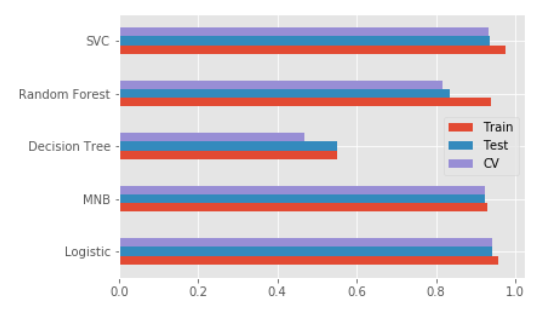 SVC
Random Forest
Decision Tree
MNB
Logistic
Train
Test
CV
0.0 0.2 0.4 0.6 0.8 1.0